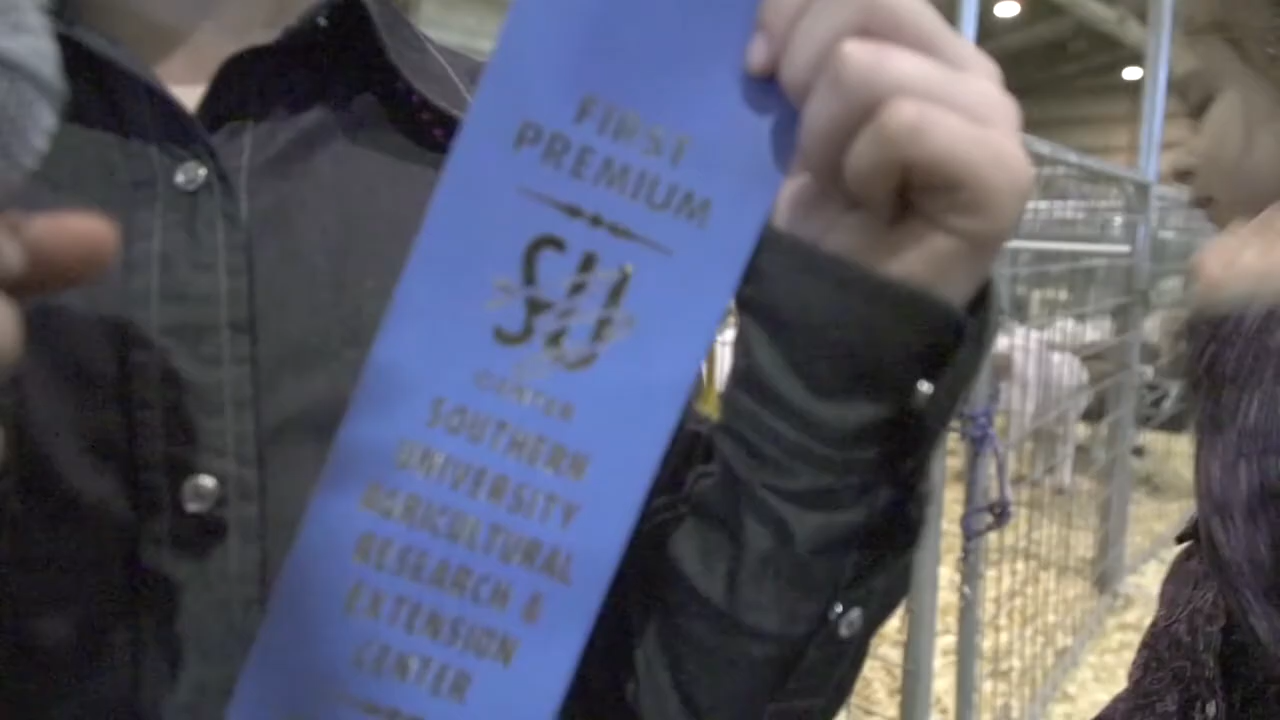 FIRST
PREMIUM
SU
CENTER
SOUTHERN
UNIVERSITY
AGRICULTURAL
RESEARCH &
EXTENSION
CENTER